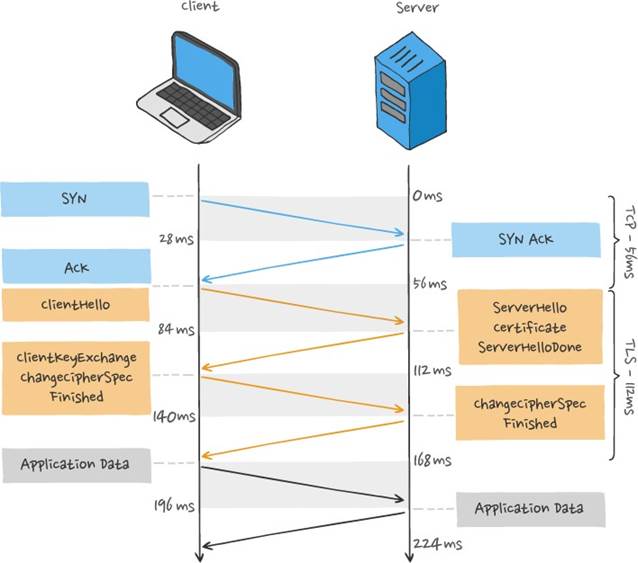 client
Server
SYN
0ms
28ms
SYN Ack
TCP - 56ms
Ack
56ms
clientHello
84ms
ServerHello
certificate
ServerHelloDone
TLS - 112ms
clientKeyExchange
changecipherSpec
Finished
112ms
140ms
changecipherSpec
Finished
Application Data
168ms
196ms
Application Data
224ms